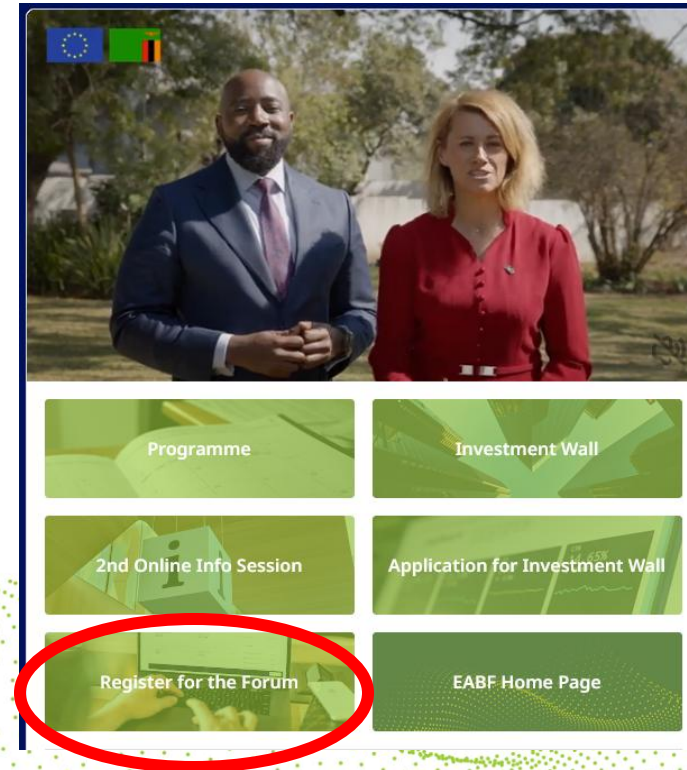 Programme
Investment Wall
2nd Online Info Session
Application for Investment Wall
Register for the Forum
EABF Home Page